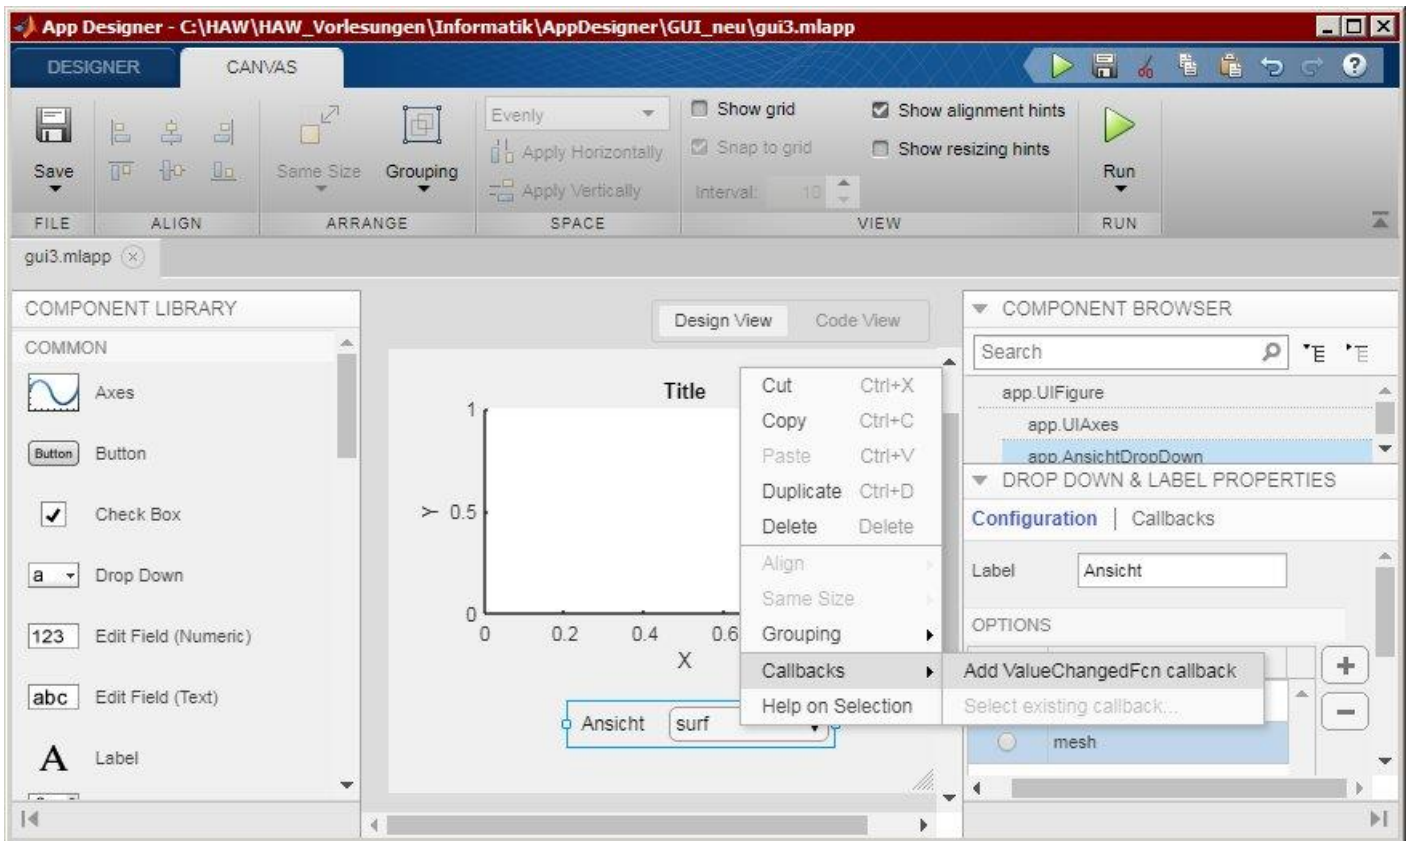 App Designer - C:\HAW\HAW_Vorlesungen\Informatik\AppDesigner\GUI_neu\gui3.mlapp
DESIGNER CANVAS
?
Save
Same Size
Grouping
Evenly
Apply Horizontally
Apply Vertically
Show grid
Snap to grid
Interval: 10
Show alignment hints
Show resizing hints
Run
FILE ALIGN ARRANGE SPACE VIEW RUN
gui3.mlapp
COMPONENT LIBRARY
COMMON
Axes
Button Button
Check Box
a Drop Down
123 Edit Field (Numeric)
abc Edit Field (Text)
A Label
Design View Code View
Title
1
0.5
0
Y
0 0.2 0.4 0.6
X
Ansicht surf
Cut Ctrl+X
Copy Ctrl+C
Paste Ctrl+V
Duplicate Ctrl+D
Delete Delete
Align
Same Size
Grouping
Callbacks
Help on Selection
Add ValueChangedFcn callback
Select existing callback...
COMPONENT BROWSER
Search
app.UIFigure
app.UIAxes
app.AnsichtDropDown
DROP DOWN & LABEL PROPERTIES
Configuration | Callbacks
Label Ansicht
OPTIONS
mesh